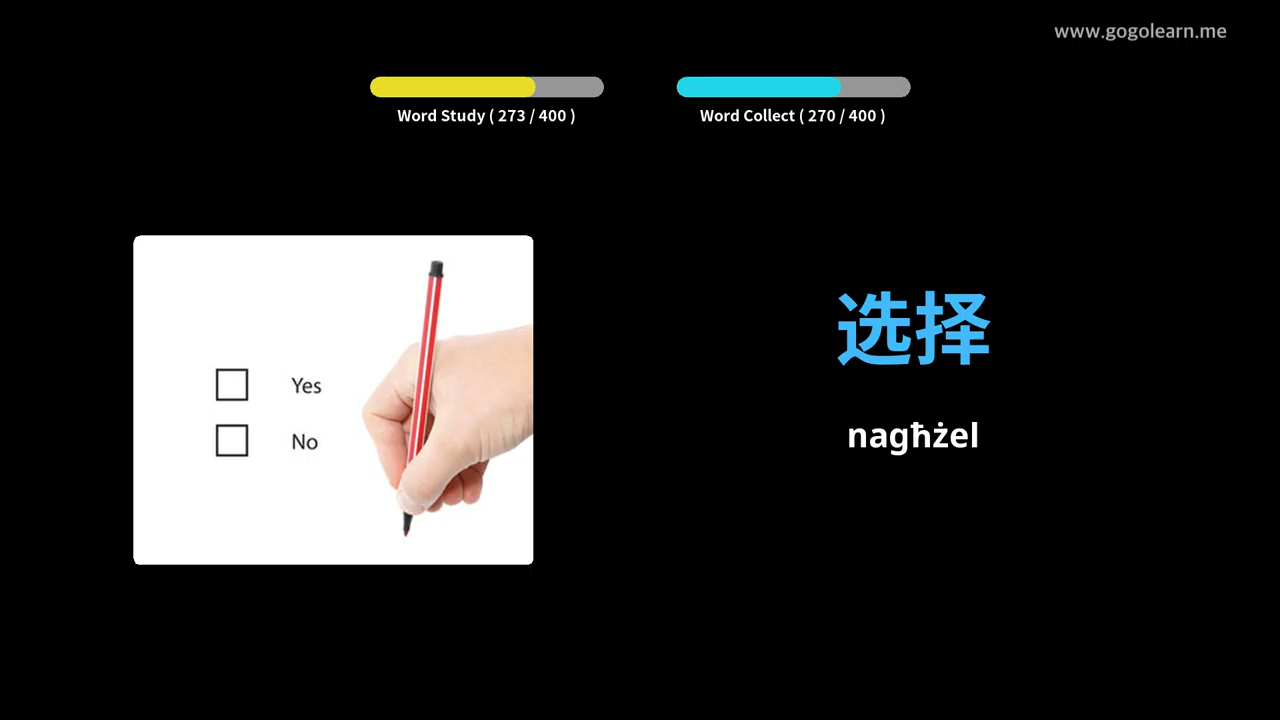 www.gogolearn.me
Word Study ( 273 / 400 )
Word Collect ( 270 / 400 )
Yes
No
选择
nagħżel